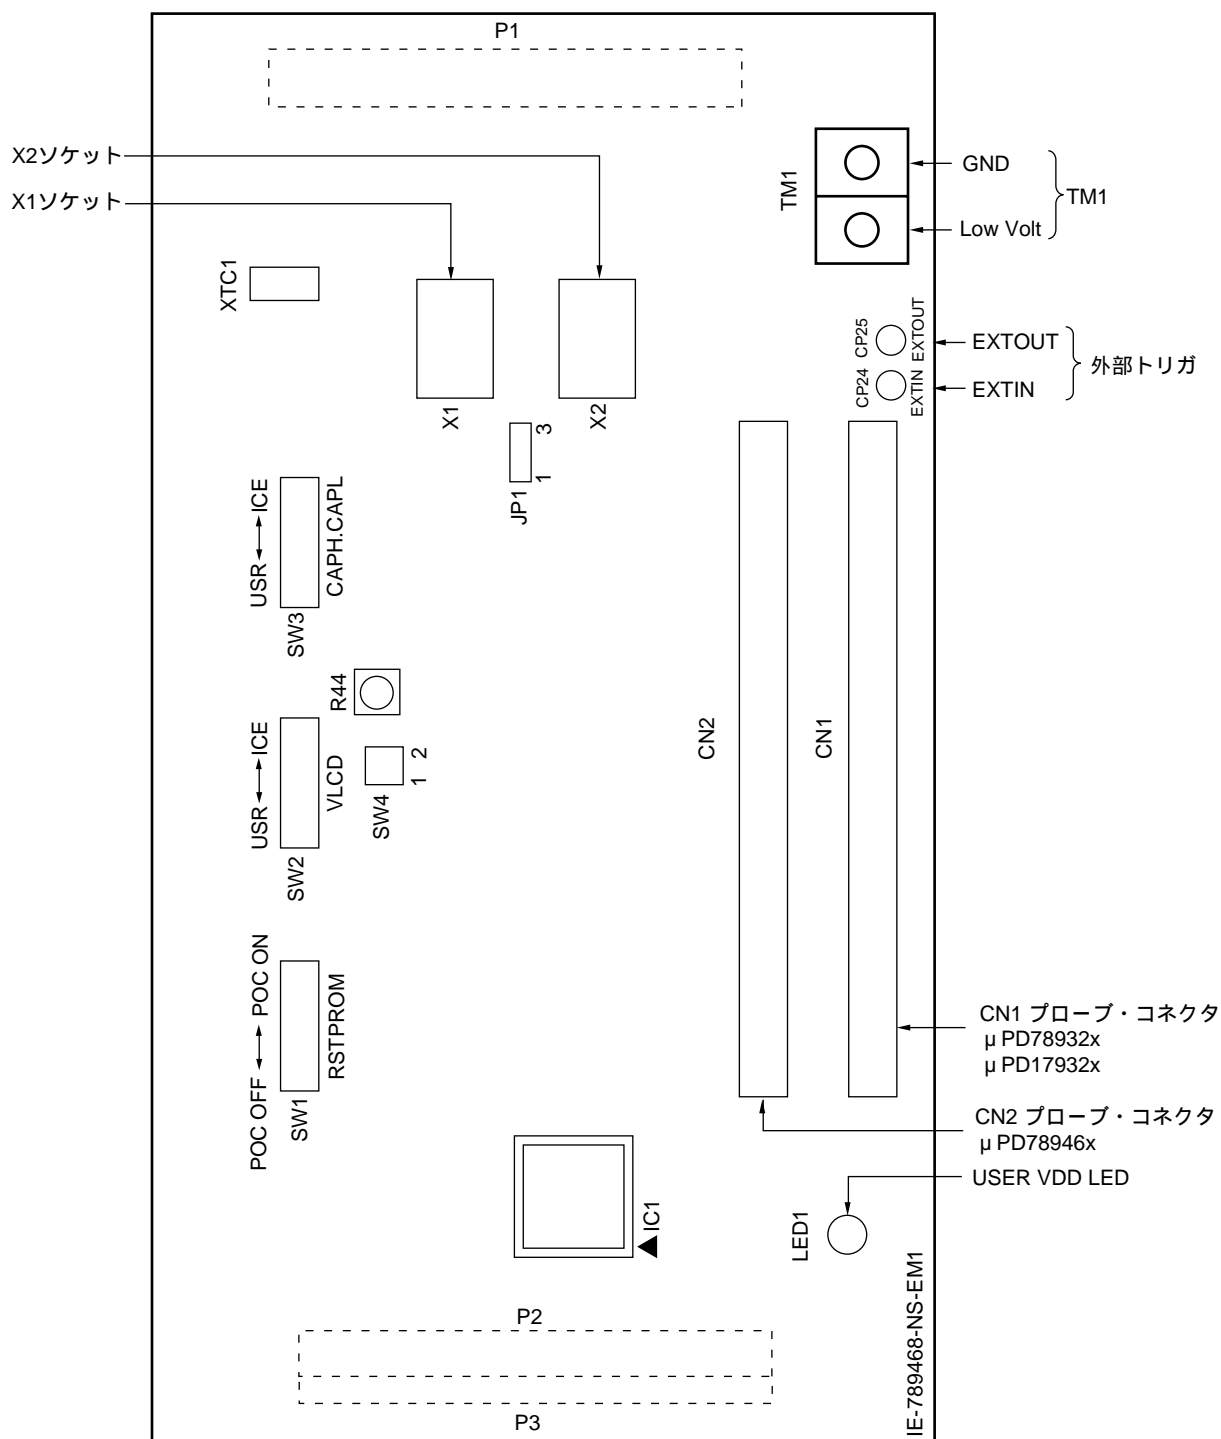 P1
X2ソケット
X1ソケット
TM1
GND
Low Volt
TM1
XTC1
X1
X2
CP25
EXTOUT
EXTOUT
CP24
EXTIN
EXTIN
外部トリガ
JP1
1
3
USR ←→ ICE
CAPH.CAPL
SW3
R44
USR ←→ ICE
VLCD
SW2
SW4
1
2
CN2
CN1
POC OFF ←→ POC ON
RSTPROM
SW1
CN1 プローブ・コネクタ
μPD78932x
μPD17932x
CN2 プローブ・コネクタ
μPD78946x
USER VDD LED
LED1
IC1
P2
P3
IE-789468-NS-EM1